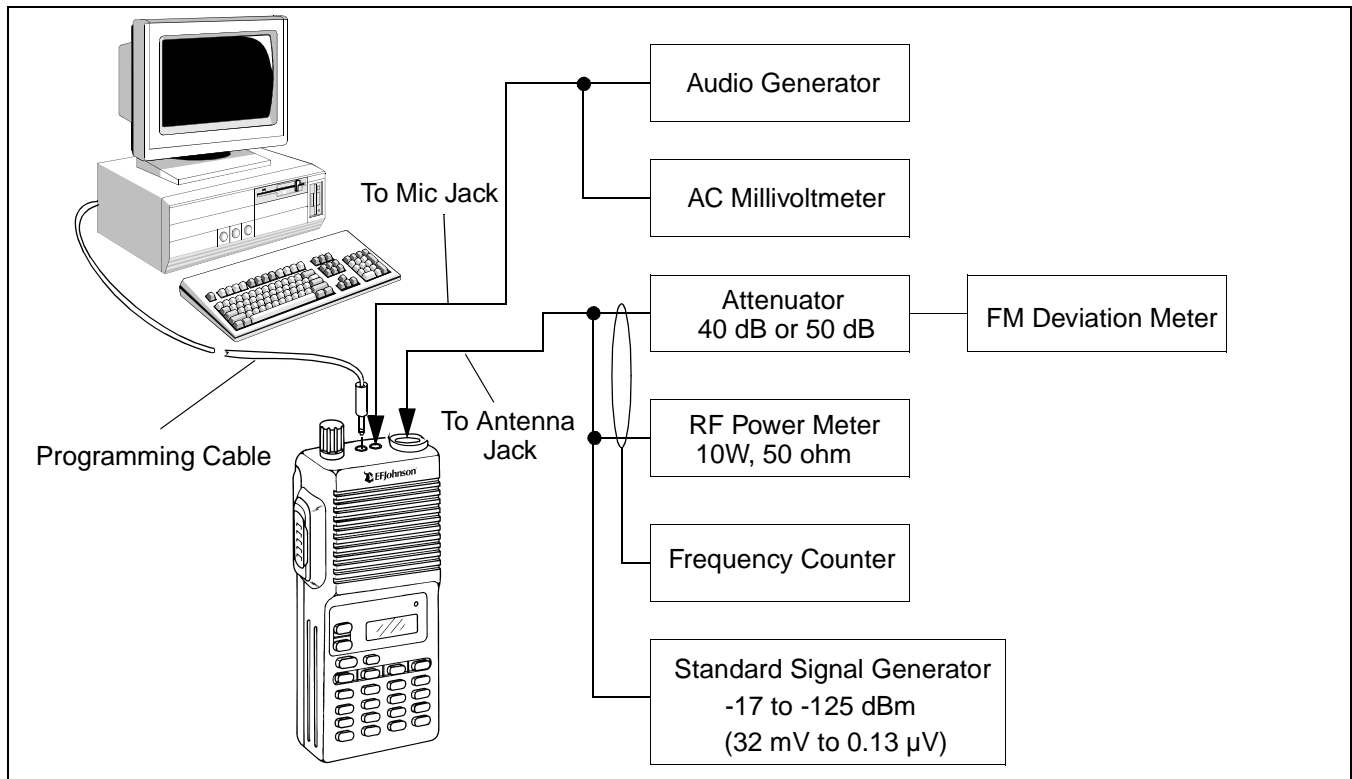 Audio Generator
AC Millivoltmeter
To Mic Jack
Attenuator
40 dB or 50 dB
FM Deviation Meter
To Antenna
Jack
Programming Cable
RF Power Meter
10W, 50 ohm
EFJohnson
Frequency Counter
Standard Signal Generator
-17 to -125 dBm
(32 mV to 0.13 µV)